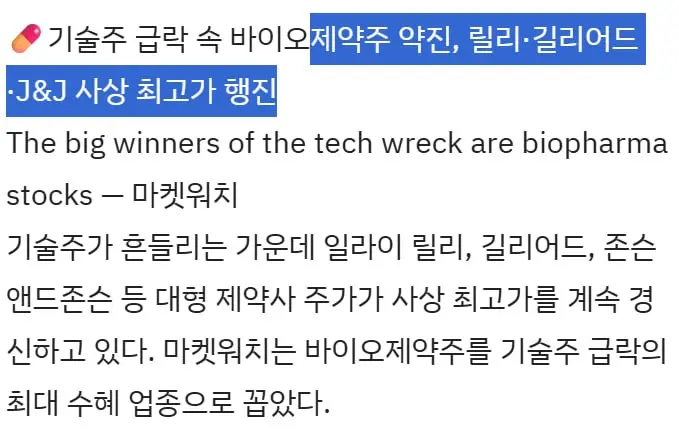 💊 기술주 급락 속 바이오제약주 약진, 릴리·길리어드
·J&J 사상 최고가 행진
The big winners of the tech wreck are biopharma
stocks — 마켓워치
기술주가 흔들리는 가운데 일라이 릴리, 길리어드, 존슨
앤드존슨 등 대형 제약사 주가가 사상 최고가를 계속 경
신하고 있다. 마켓워치는 바이오제약주를 기술주 급락의
최대 수혜 업종으로 꼽았다.